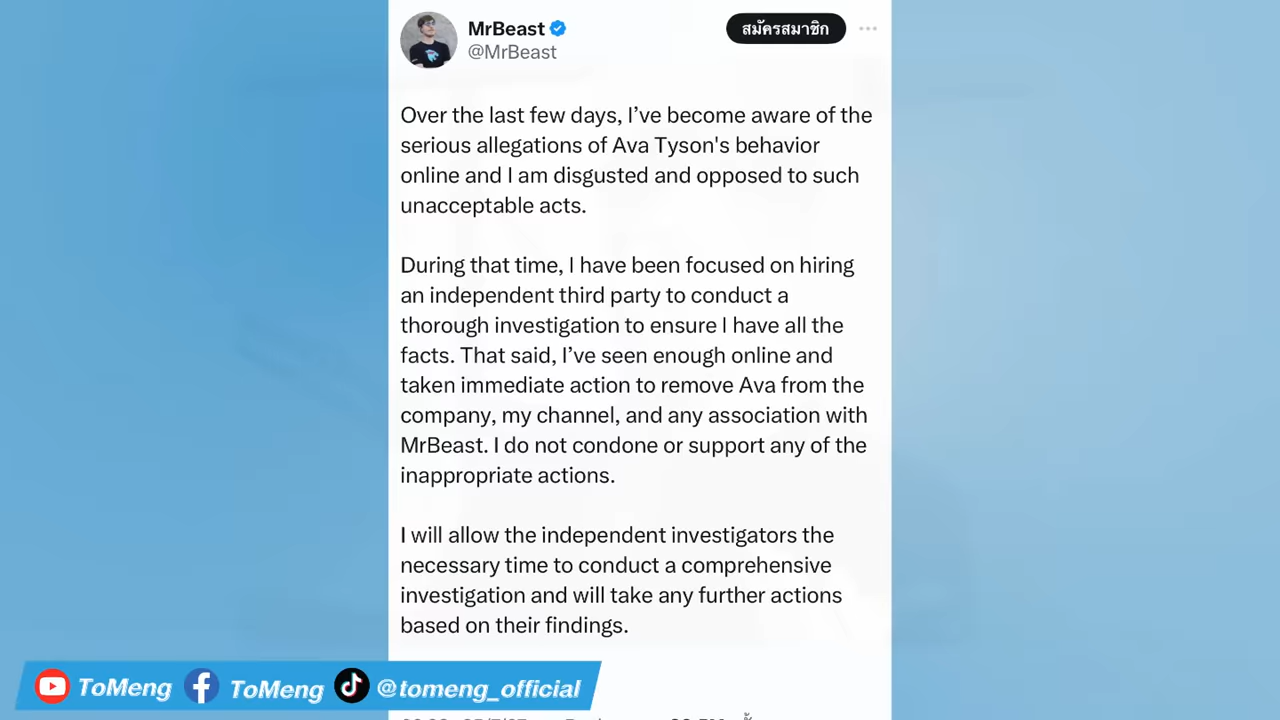 MrBeast
สมัครสมาชิก
@MrBeast
Over the last few days, I’ve become aware of the
serious allegations of Ava Tyson's behavior
online and I am disgusted and opposed to such
unacceptable acts.
During that time, I have been focused on hiring
an independent third party to conduct a
thorough investigation to ensure I have all the
facts. That said, I’ve seen enough online and
taken immediate action to remove Ava from the
company, my channel, and any association with
MrBeast. I do not condone or support any of the
inappropriate actions.
I will allow the independent investigators the
necessary time to conduct a comprehensive
investigation and will take any further actions
based on their findings.
ToMeng ToMeng @tomeng_official